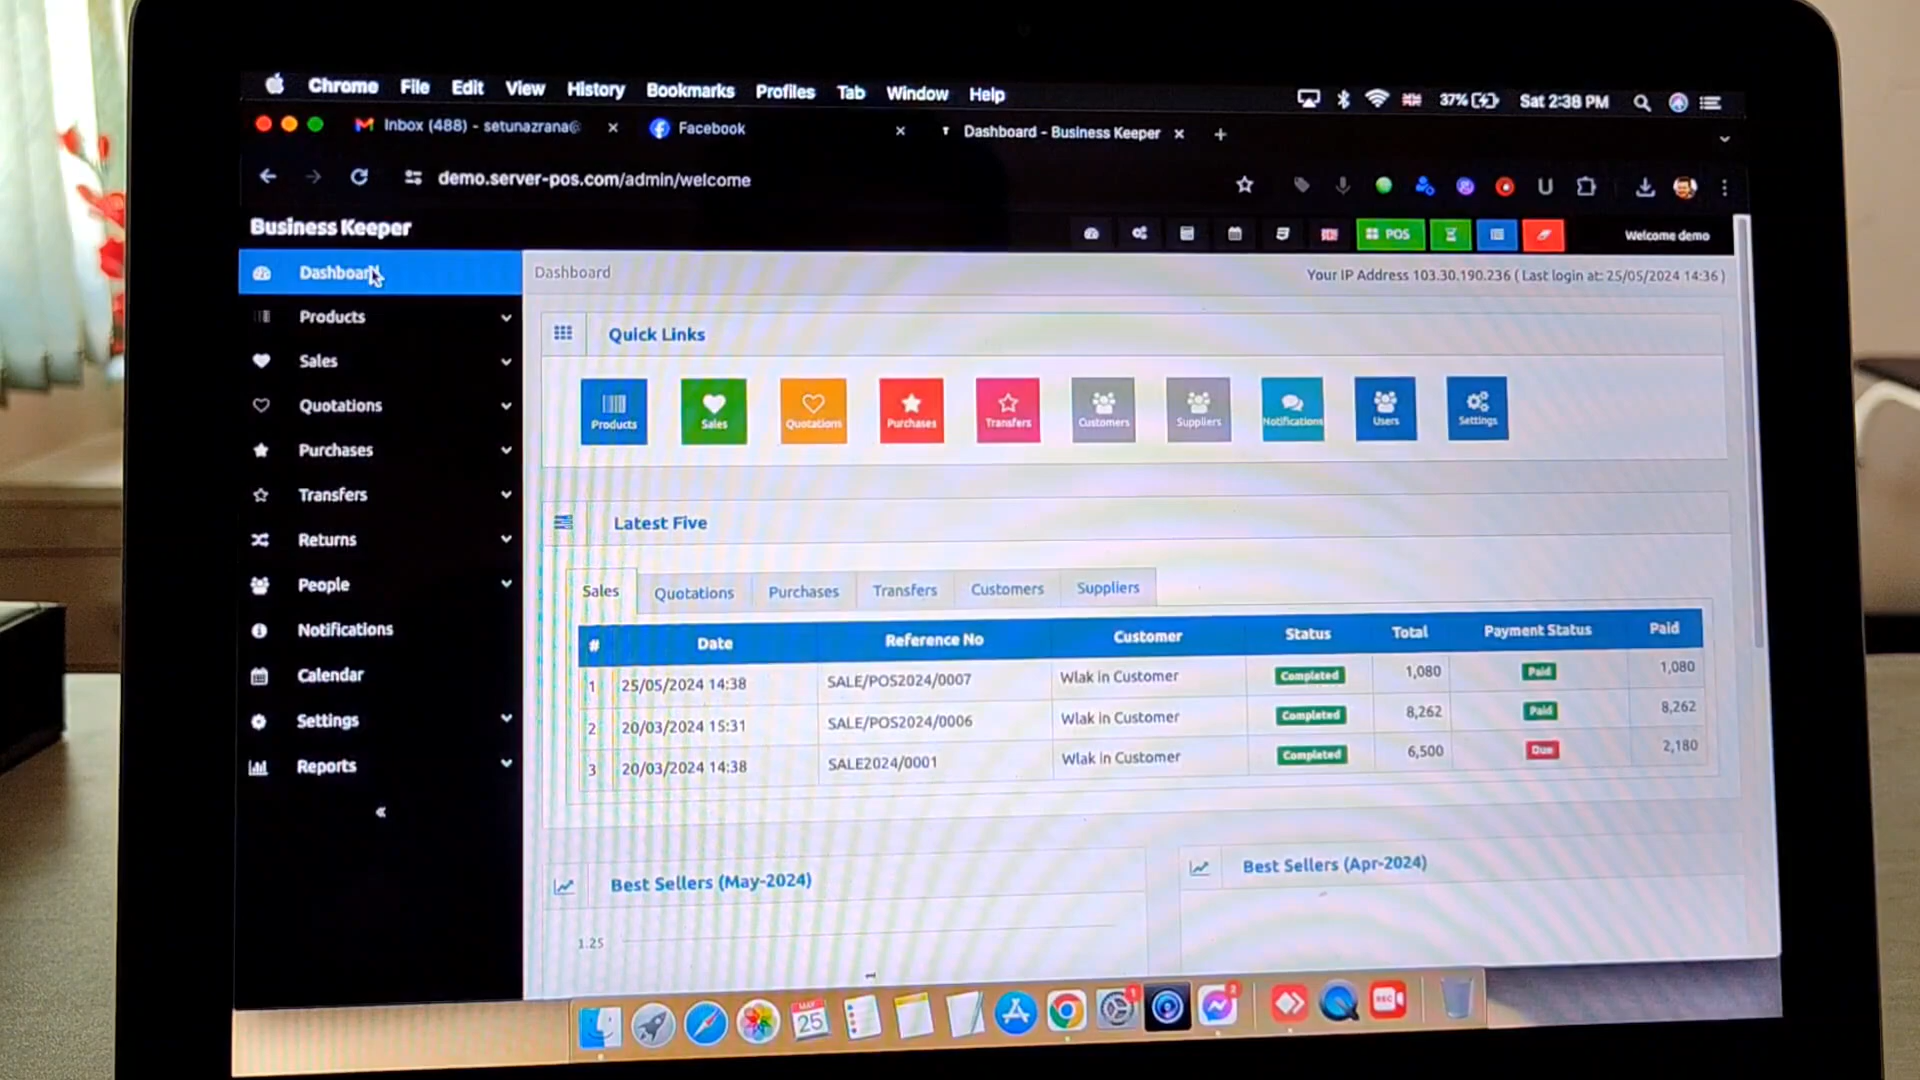 Chrome File Edit View History Bookmarks Profiles Tab Window Help 37% Sat 2:38 PM
Inbox (488) - setunazrana@ Facebook Dashboard - Business Keeper
demo.server-pos.com/admin/welcome
Business Keeper POS Welcome demo
Dashboard
Products
Sales
Quotations
Purchases
Transfers
Returns
People
Notifications
Calendar
Settings
Reports
Dashboard Your IP Address 103.30.190.236 ( Last login at: 25/05/2024 14:36 )
Quick Links
Products Sales Quotations Purchases Transfers Customers Suppliers Notifications Users Settings
Latest Five
Sales Quotations Purchases Transfers Customers Suppliers
# Date Reference No Customer Status Total Payment Status Paid
1 25/05/2024 14:38 SALE/POS2024/0007 Wlak in Customer Completed 1,080 Paid 1,080
2 20/03/2024 15:31 SALE/POS2024/0006 Wlak in Customer Completed 8,262 Paid 8,262
3 20/03/2024 14:38 SALE2024/0001 Wlak in Customer Completed 6,500 Due 2,180
Best Sellers (May-2024) Best Sellers (Apr-2024)
1.25
MAY
25
1
2
REC